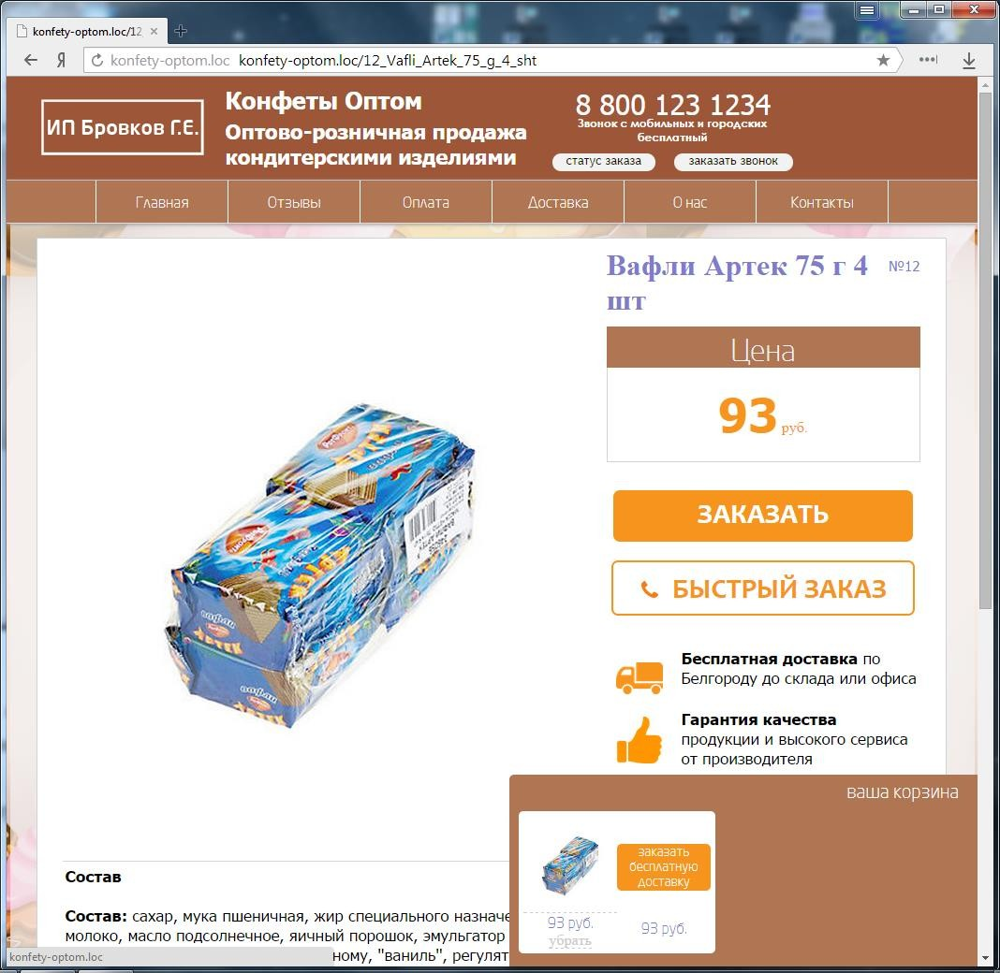 konfety-optom.loc/12
konfety-optom.loc konfety-optom.loc/12_Vafli_Artek_75_g_4_sht
ИП Бровков Г.Е.
Конфеты Оптом
Оптово-розничная продажа
кондитерскими изделиями
8 800 123 1234
Звонок с мобильных и городских
бесплатный
статус заказа
заказать звонок
Главная
Отзывы
Оплата
Доставка
О нас
Контакты
Вафли Артек 75 г 4
шт
№12
Цена
93 руб.
ЗАКАЗАТЬ
БЫСТРЫЙ ЗАКАЗ
Бесплатная доставка по
Белгороду до склада или офиса
Гарантия качества
продукции и высокого сервиса
от производителя
АРТЕК
вафли
АРТЕК
вафли
АРТЕК
ваша корзина
заказать
бесплатную
доставку
93 руб.
убрать
93 руб.
Состав
Состав: сахар, мука пшеничная, жир специального назначе
молоко, масло подсолнечное, яичный порошок, эмульгатор
ному, "ваниль", регулят
konfety-optom.loc